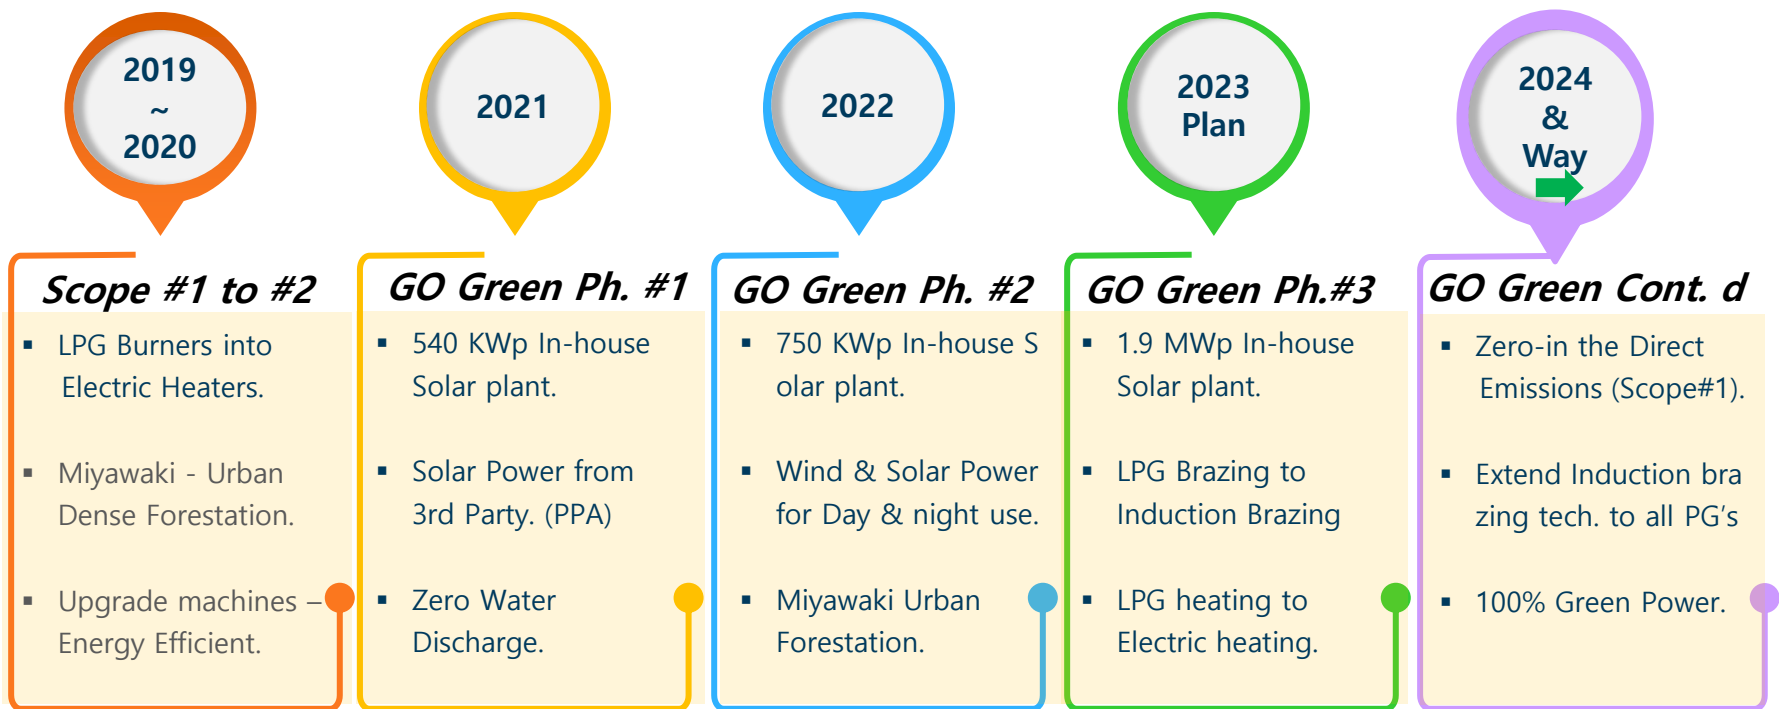 2019
~
2020
2021
2022
2023
Plan
2024
&
Way
Scope #1 to #2
▪ LPG Burners into
Electric Heaters.
▪ Miyawaki - Urban
Dense Forestation.
▪ Upgrade machines –
Energy Efficient.
GO Green Ph. #1
▪ 540 KWp In-house
Solar plant.
▪ Solar Power from
3rd Party. (PPA)
▪ Zero Water
Discharge.
GO Green Ph. #2
▪ 750 KWp In-house S
olar plant.
▪ Wind & Solar Power
for Day & night use.
▪ Miyawaki Urban
Forestation.
GO Green Ph.#3
▪ 1.9 MWp In-house
Solar plant.
▪ LPG Brazing to
Induction Brazing
▪ LPG heating to
Electric heating.
GO Green Cont. d
▪ Zero-in the Direct
Emissions (Scope#1).
▪ Extend Induction bra
zing tech. to all PG’s
▪ 100% Green Power.